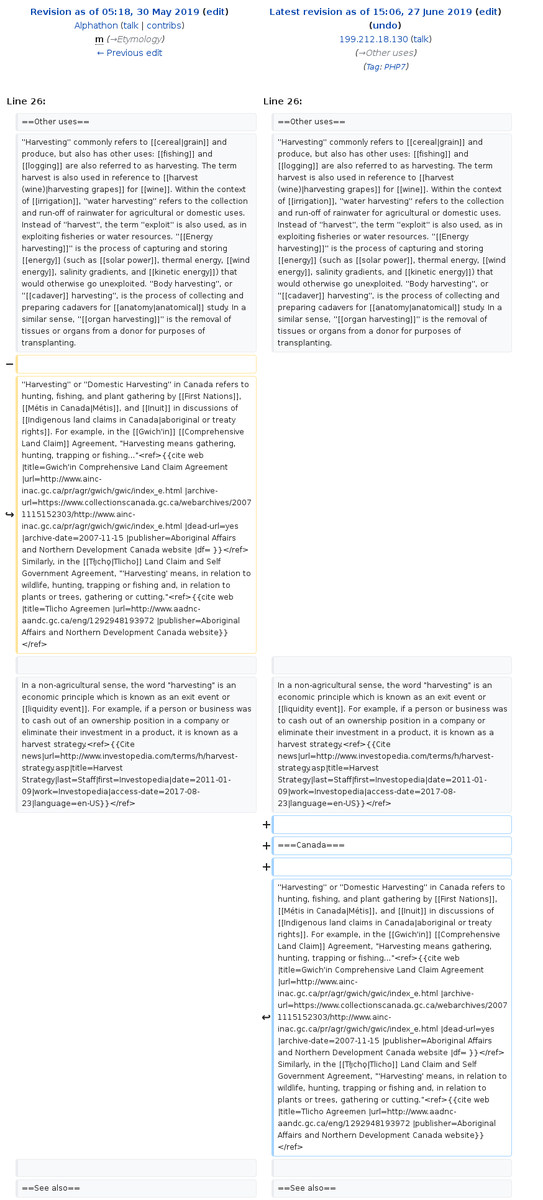 Revision as of 05:18, 30 May 2019 (edit)
Alphathon (talk | contribs)
m (→Etymology)
← Previous edit
Latest revision as of 15:06, 27 June 2019 (edit)
(undo)
199.212.18.130 (talk)
(→Other uses)
(Tag: PHP7)
Line 26:
Line 26:
==Other uses==
==Other uses==
"Harvesting" commonly refers to [[cereal|grain]] and
produce, but also has other uses: [[fishing]] and
[[logging]] are also referred to as harvesting. The term
harvest is also used in reference to [[harvest
(wine)|harvesting grapes]] for [[wine]]. Within the context
of [[irrigation]], "water harvesting" refers to the collection
and run-off of rainwater for agricultural or domestic uses.
Instead of "harvest", the term "exploit" is also used, as in
exploiting fisheries or water resources. "[[Energy
harvesting]]" is the process of capturing and storing
[[energy]] (such as [[solar power]], thermal energy, [[wind
energy]], salinity gradients, and [[kinetic energy]]) that
would otherwise go unexploited. "Body harvesting", or
"[[cadaver]] harvesting", is the process of collecting and
preparing cadavers for [[anatomy|anatomical]] study. In a
similar sense, "[[organ harvesting]]" is the removal of
tissues or organs from a donor for purposes of
transplanting.
"Harvesting" commonly refers to [[cereal|grain]] and
produce, but also has other uses: [[fishing]] and
[[logging]] are also referred to as harvesting. The term
harvest is also used in reference to [[harvest
(wine)|harvesting grapes]] for [[wine]]. Within the context
of [[irrigation]], "water harvesting" refers to the collection
and run-off of rainwater for agricultural or domestic uses.
Instead of "harvest", the term "exploit" is also used, as in
exploiting fisheries or water resources. "[[Energy
harvesting]]" is the process of capturing and storing
[[energy]] (such as [[solar power]], thermal energy, [[wind
energy]], salinity gradients, and [[kinetic energy]]) that
would otherwise go unexploited. "Body harvesting", or
"[[cadaver]] harvesting", is the process of collecting and
preparing cadavers for [[anatomy|anatomical]] study. In a
similar sense, "[[organ harvesting]]" is the removal of
tissues or organs from a donor for purposes of
transplanting.
−
↪
"Harvesting" or "Domestic Harvesting" in Canada refers to
hunting, fishing, and plant gathering by [[First Nations]],
[[Métis in Canada|Métis]], and [[Inuit]] in discussions of
[[Indigenous land claims in Canada|aboriginal or treaty
rights]]. For example, in the [[Gwich'in]] [[Comprehensive
Land Claim]] Agreement, "Harvesting means gathering,
hunting, trapping or fishing..."<ref>{{cite web
|title=Gwich'in Comprehensive Land Claim Agreement
|url=http://www.ainc-
inac.gc.ca/pr/agr/gwich/gwic/index_e.html |archive-
url=https://www.collectionscanada.gc.ca/webarchives/2007
1115152303/http://www.ainc-
inac.gc.ca/pr/agr/gwich/gwic/index_e.html |dead-url=yes
|archive-date=2007-11-15 |publisher=Aboriginal Affairs
and Northern Development Canada website |df= }}</ref>
Similarly, in the [[Tłįchǫ|Tlicho]] Land Claim and Self
Government Agreement, "'Harvesting' means, in relation to
wildlife, hunting, trapping or fishing and, in relation to
plants or trees, gathering or cutting."<ref>{{cite web
|title=Tlicho Agreemen |url=http://www.aadnc-
aandc.gc.ca/eng/1292948193972 |publisher=Aboriginal
Affairs and Northern Development Canada website}}
</ref>
In a non-agricultural sense, the word "harvesting" is an
economic principle which is known as an exit event or
[[liquidity event]]. For example, if a person or business was
to cash out of an ownership position in a company or
eliminate their investment in a product, it is known as a
harvest strategy.<ref>{{Cite
news|url=http://www.investopedia.com/terms/h/harvest-
strategy.asp|title=Harvest
Strategy|last=Staff|first=Investopedia|date=2011-01-
09|work=Investopedia|access-date=2017-08-
23|language=en-US}}</ref>
In a non-agricultural sense, the word "harvesting" is an
economic principle which is known as an exit event or
[[liquidity event]]. For example, if a person or business was
to cash out of an ownership position in a company or
eliminate their investment in a product, it is known as a
harvest strategy.<ref>{{Cite
news|url=http://www.investopedia.com/terms/h/harvest-
strategy.asp|title=Harvest
Strategy|last=Staff|first=Investopedia|date=2011-01-
09|work=Investopedia|access-date=2017-08-
23|language=en-US}}</ref>
+
+ ===Canada===
+
↩
"Harvesting" or "Domestic Harvesting" in Canada refers to
hunting, fishing, and plant gathering by [[First Nations]],
[[Métis in Canada|Métis]], and [[Inuit]] in discussions of
[[Indigenous land claims in Canada|aboriginal or treaty
rights]]. For example, in the [[Gwich'in]] [[Comprehensive
Land Claim]] Agreement, "Harvesting means gathering,
hunting, trapping or fishing..."<ref>{{cite web
|title=Gwich'in Comprehensive Land Claim Agreement
|url=http://www.ainc-
inac.gc.ca/pr/agr/gwich/gwic/index_e.html |archive-
url=https://www.collectionscanada.gc.ca/webarchives/2007
1115152303/http://www.ainc-
inac.gc.ca/pr/agr/gwich/gwic/index_e.html |dead-url=yes
|archive-date=2007-11-15 |publisher=Aboriginal Affairs
and Northern Development Canada website |df= }}</ref>
Similarly, in the [[Tłįchǫ|Tlicho]] Land Claim and Self
Government Agreement, "'Harvesting' means, in relation to
wildlife, hunting, trapping or fishing and, in relation to
plants or trees, gathering or cutting."<ref>{{cite web
|title=Tlicho Agreemen |url=http://www.aadnc-
aandc.gc.ca/eng/1292948193972 |publisher=Aboriginal
Affairs and Northern Development Canada website}}
</ref>
==See also==
==See also==